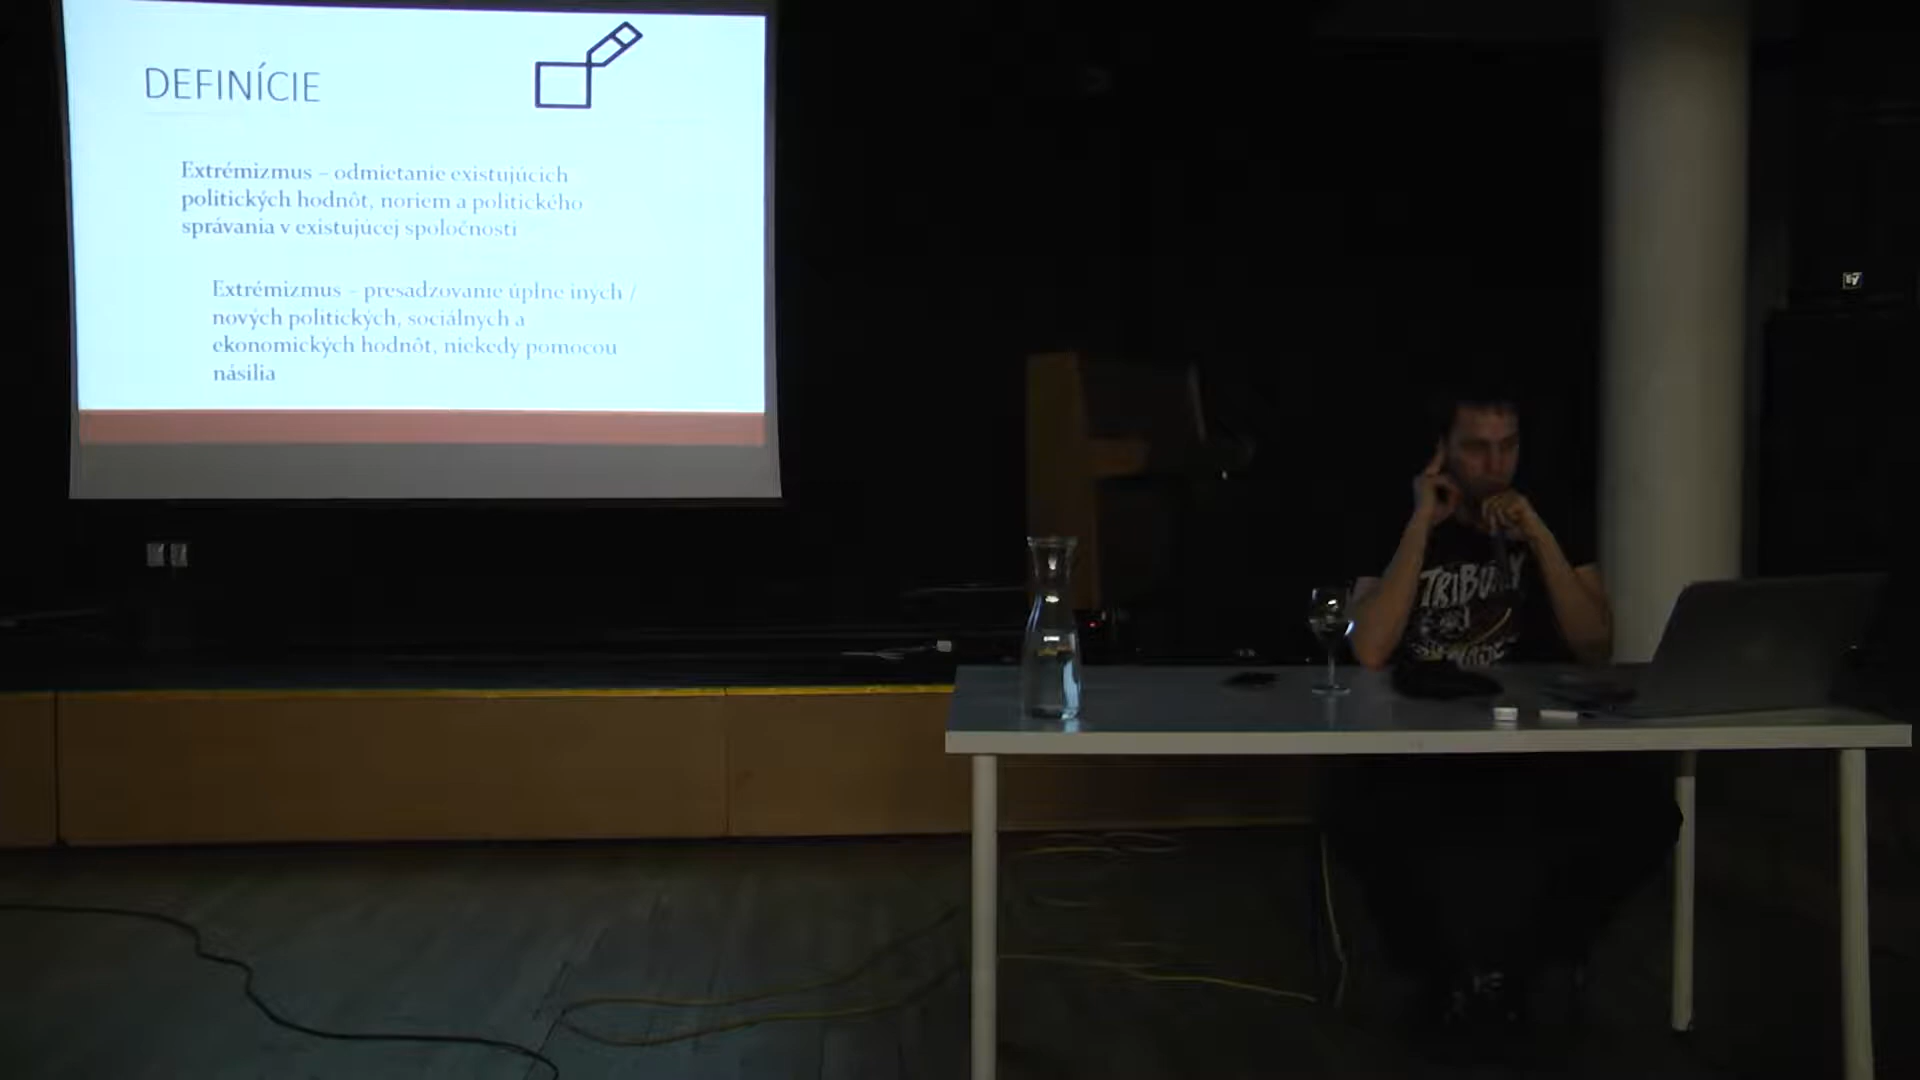 DEFINÍCIE
Extrémizmus – odmietanie existujúcich
politických hodnôt, noriem a politického
správania v existujúcej spoločnosti
Extrémizmus – presadzovanie úplne iných /
nových politických, sociálnych a
ekonomických hodnôt, niekedy pomocou
násilia